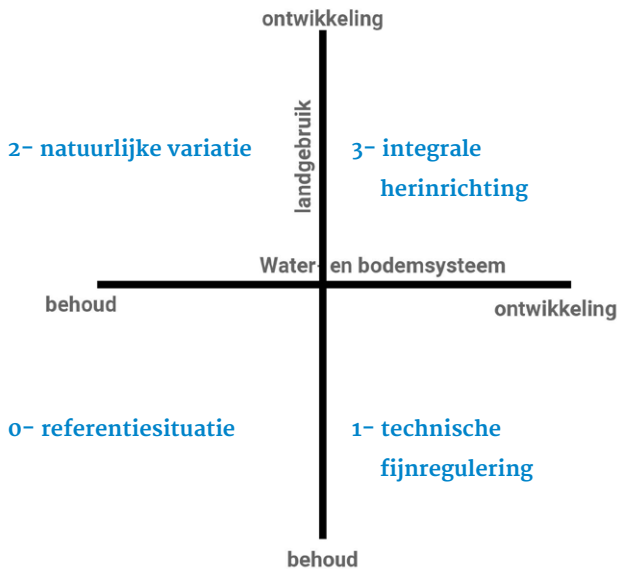 ontwikkeling
landgebruik
2- natuurlijke variatie
3- integrale
herinrichting
Water- en bodemsysteem
behoud
ontwikkeling
0- referentiesituatie
1- technische
fijnregulering
behoud